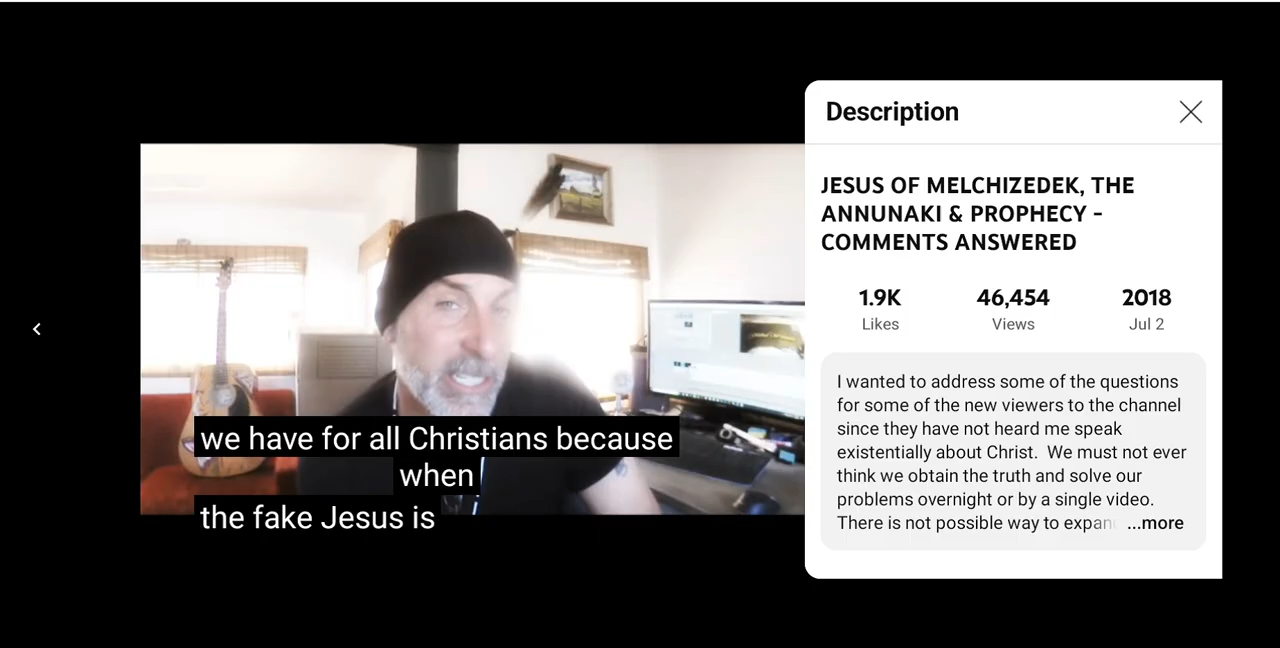 Description
JESUS OF MELCHIZEDEK, THE
ANNUNAKI & PROPHECY -
COMMENTS ANSWERED
1.9K
Likes
46,454
Views
2018
Jul 2
I wanted to address some of the questions
for some of the new viewers to the channel
since they have not heard me speak
existentially about Christ. We must not ever
think we obtain the truth and solve our
problems overnight or by a single video.
There is not possible way to expan ...more
we have for all Christians because
when
the fake Jesus is